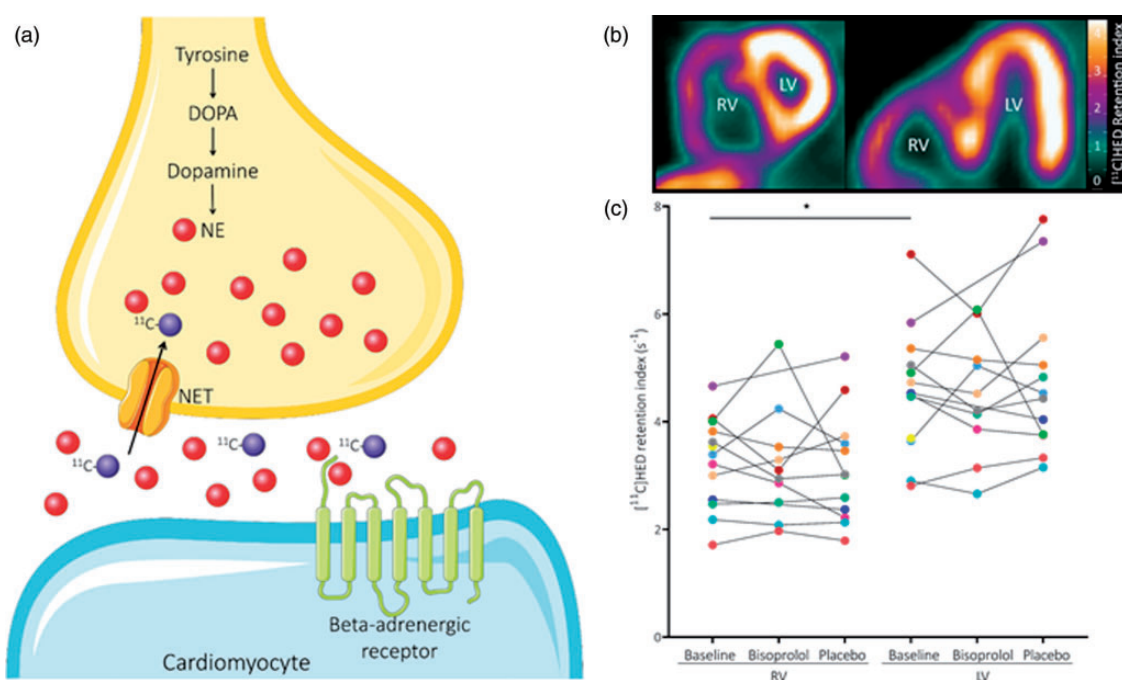 (a)
Tyrosine
DOPA
Dopamine
NE
¹¹C-
NET
¹¹C-
¹¹C-
¹¹C-
Beta-adrenergic
receptor
Cardiomyocyte
(b)
RV
LV
RV
LV
4
3
2
1
0
[¹¹C]HED Retention index
(c)
*
[¹¹C]HED retention index (s⁻¹)
8
6
4
2
0
Baseline Bisoprolol Placebo
RV
Baseline Bisoprolol Placebo
LV